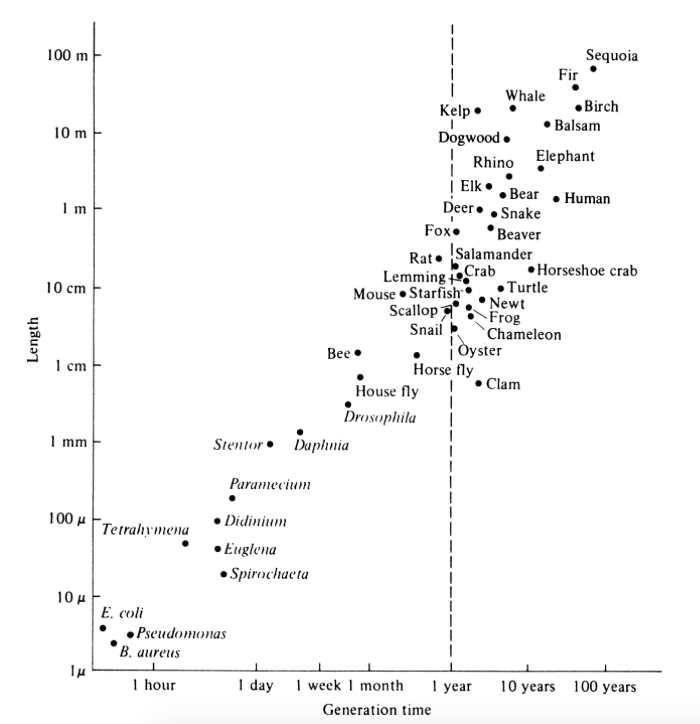 100 m
Sequoia
Fir
Whale
Birch
Kelp
Balsam
10 m
Dogwood
Elephant
Rhino
Elk
Bear
Human
1 m
Deer
Snake
Fox
Beaver
Rat
Salamander
Crab
Horseshoe crab
Lemming
10 cm
Mouse
Starfish
Turtle
Newt
Scallop
Frog
Snail
Chameleon
Oyster
Length
Bee
1 cm
Horse fly
Clam
House fly
Drosophila
1 mm
Stentor
Daphnia
Paramecium
100 μ
Didinium
Tetrahymena
Euglena
Spirochaeta
10 μ
E. coli
Pseudomonas
B. aureus
1μ
1 hour 1 day 1 week 1 month 1 year 10 years 100 years
Generation time